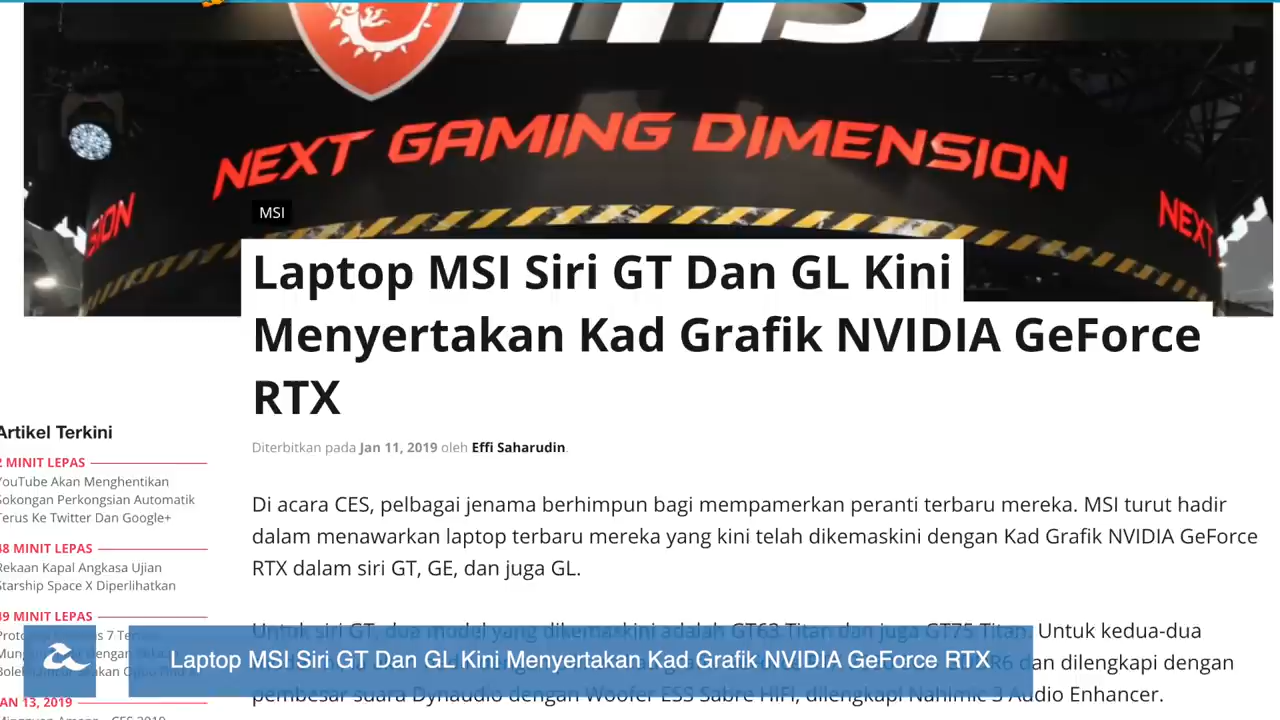 msi
NEXT GAMING DIMENSION
SION
NEXT
MSI
Laptop MSI Siri GT Dan GL Kini
Menyertakan Kad Grafik NVIDIA GeForce
RTX
Diterbitkan pada Jan 11, 2019 oleh Effi Saharudin.
Di acara CES, pelbagai jenama berhimpun bagi mempamerkan peranti terbaru mereka. MSI turut hadir
dalam menawarkan laptop terbaru mereka yang kini telah dikemaskini dengan Kad Grafik NVIDIA GeForce
RTX dalam siri GT, GE, dan juga GL.
Untuk siri GT, dua model yang dikemaskini adalah GT63 Titan dan juga GT75 Titan. Untuk kedua-dua
dan dilengkapi dengan
pembesar suara Dynaudio dengan Woofer ESS Sabre HIFI, dilengkapi Nahimic 3 Audio Enhancer.
Artikel Terkini
2 MINIT LEPAS
YouTube Akan Menghentikan
Sokongan Perkongsian Automatik
Terus Ke Twitter Dan Google+
48 MINIT LEPAS
Rekaan Kapal Angkasa Ujian
Starship Space X Diperlihatkan
49 MINIT LEPAS
JAN 13, 2019
Laptop MSI Siri GT Dan GL Kini Menyertakan Kad Grafik NVIDIA GeForce RTX